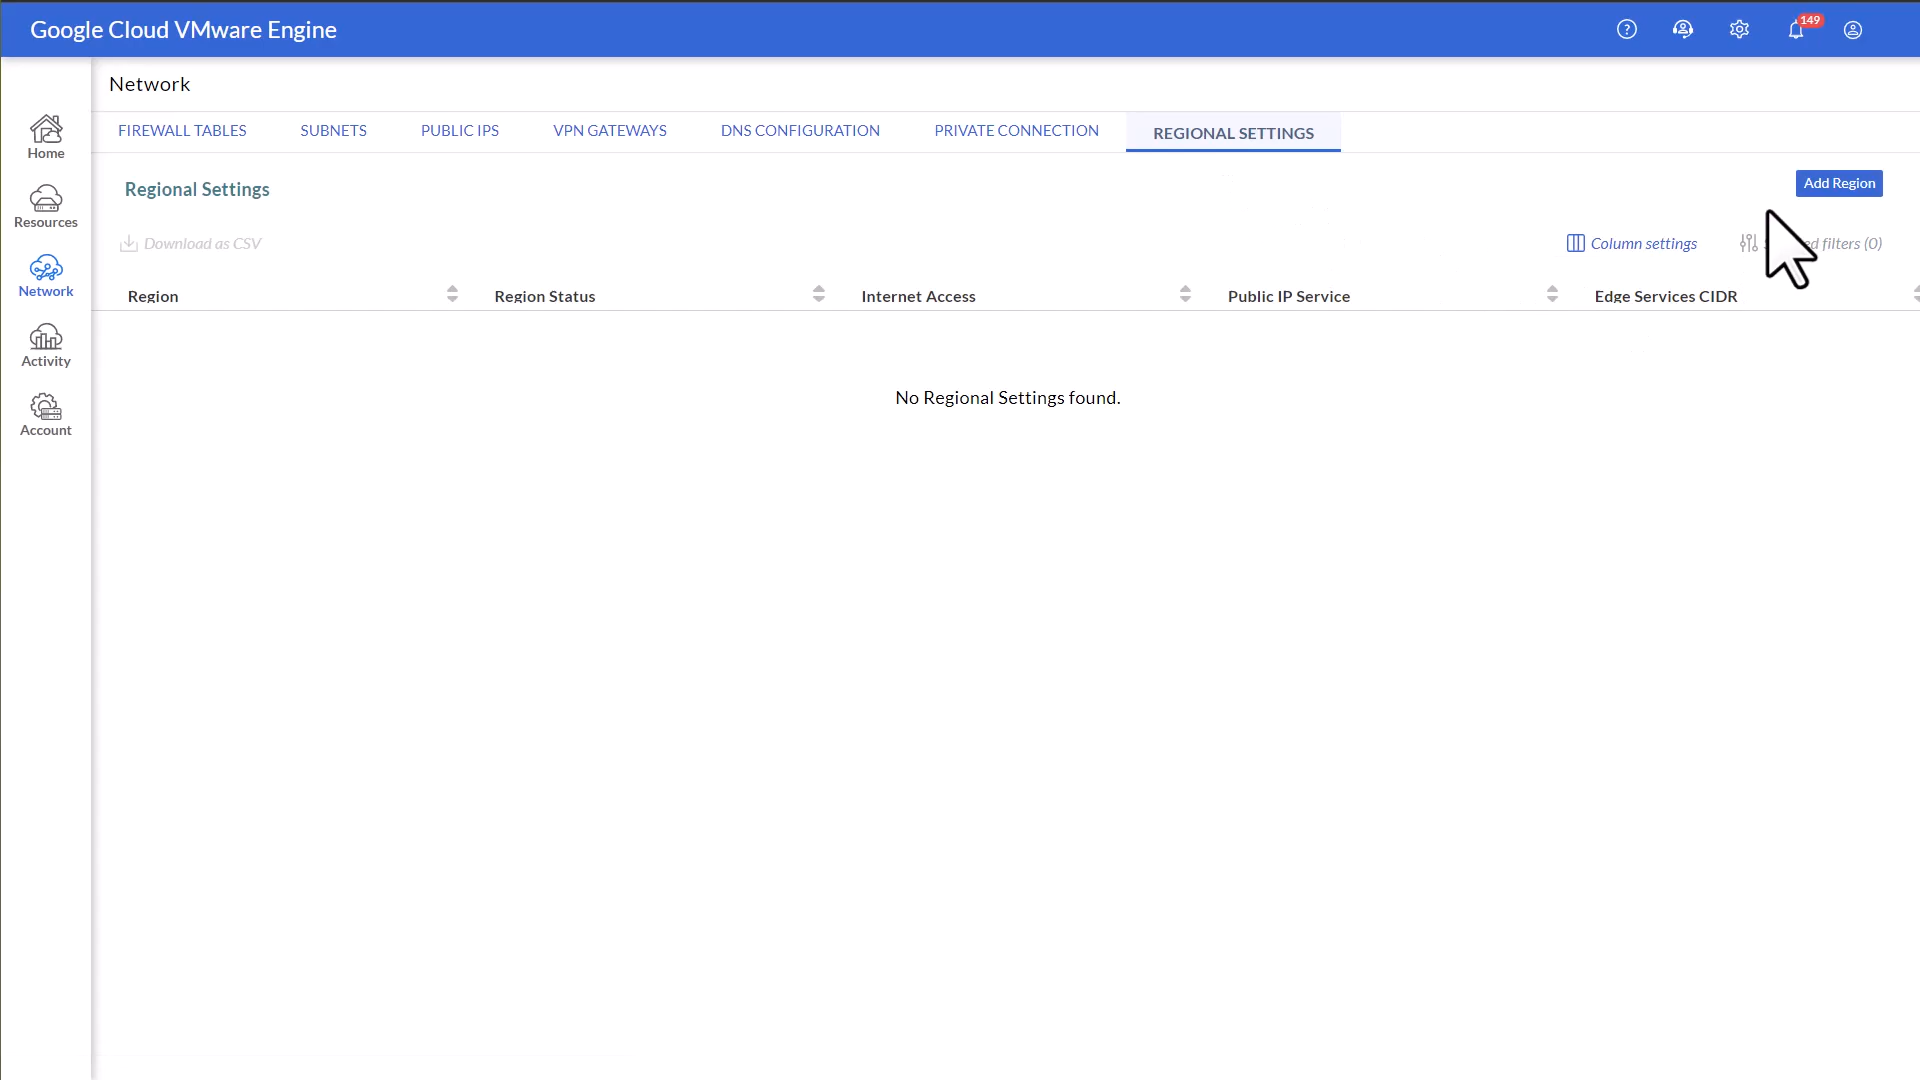 Google Cloud VMware Engine
149
Network
FIREWALL TABLES SUBNETS PUBLIC IPS VPN GATEWAYS DNS CONFIGURATION PRIVATE CONNECTION REGIONAL SETTINGS
Home
Regional Settings
Add Region
Resources
Download as CSV
Column settings
filters (0)
Network
Region
Region Status
Internet Access
Public IP Service
Edge Services CIDR
Activity
No Regional Settings found.
Account